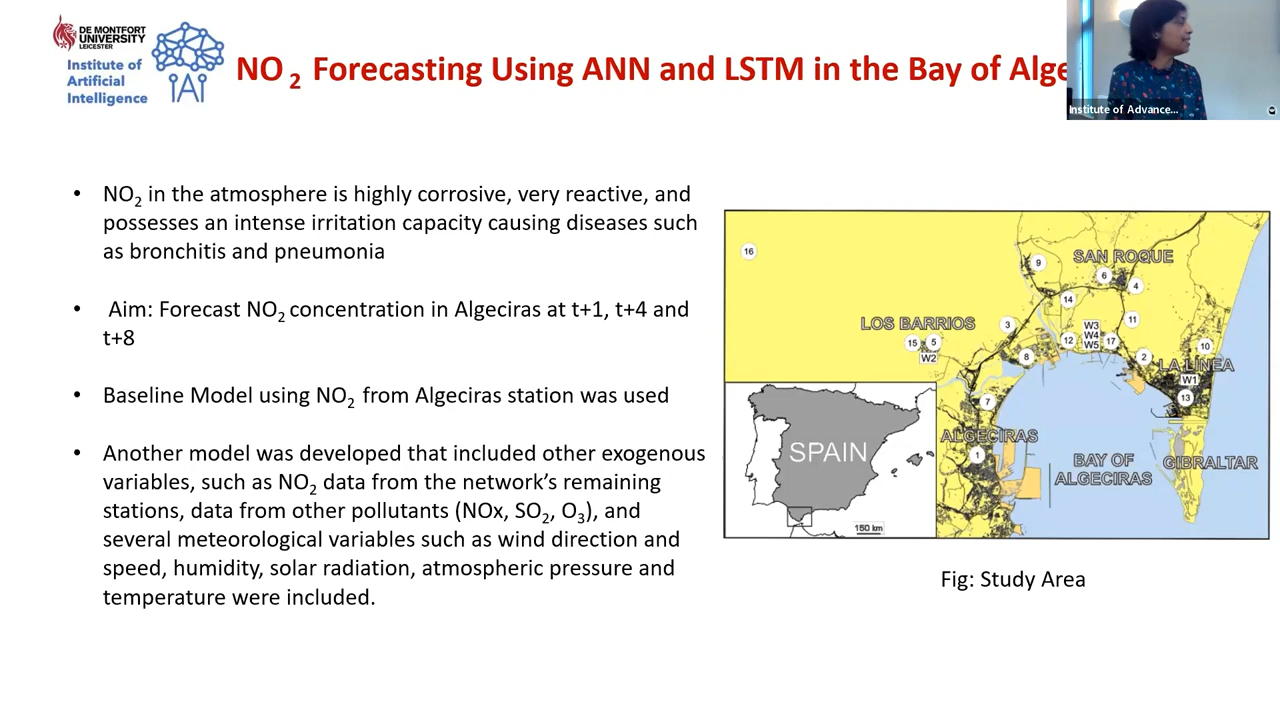 DE MONTFORT
UNIVERSITY
LEICESTER
Institute of
Artificial
Intelligence
IAI
NO2 Forecasting Using ANN and LSTM in the Bay of Alge
Institute of Advance...
• NO2 in the atmosphere is highly corrosive, very reactive, and
possesses an intense irritation capacity causing diseases such
as bronchitis and pneumonia
• Aim: Forecast NO2 concentration in Algeciras at t+1, t+4 and
t+8
• Baseline Model using NO2 from Algeciras station was used
• Another model was developed that included other exogenous
variables, such as NO2 data from the network's remaining
stations, data from other pollutants (NOx, SO2, O3), and
several meteorological variables such as wind direction and
speed, humidity, solar radiation, atmospheric pressure and
temperature were included.
16
9
SAN ROQUE
6
4
14
11
3
LOS BARRIOS
W3
W4
W5
12
17
15
5
W2
8
2
10
LA LÍNEA
W1
13
7
ALGECIRAS
1
SPAIN
150 km
BAY OF
ALGECIRAS
GIBRALTAR
Fig: Study Area